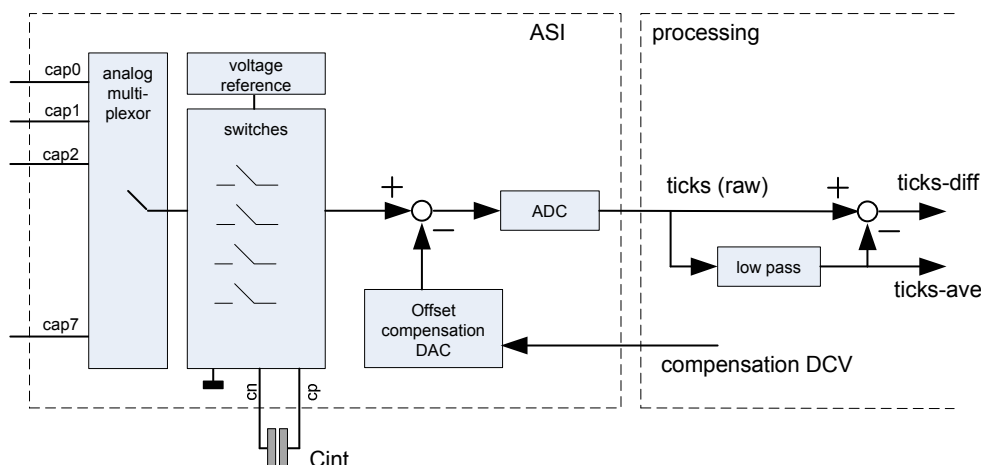 ASI
processing
cap0
cap1
cap2
cap7
analog
multi-
plexor
voltage
reference
switches
+
−
ADC
Offset
compensation
DAC
cn
cp
Cint
ticks (raw)
+
−
ticks-diff
low pass
ticks-ave
compensation DCV